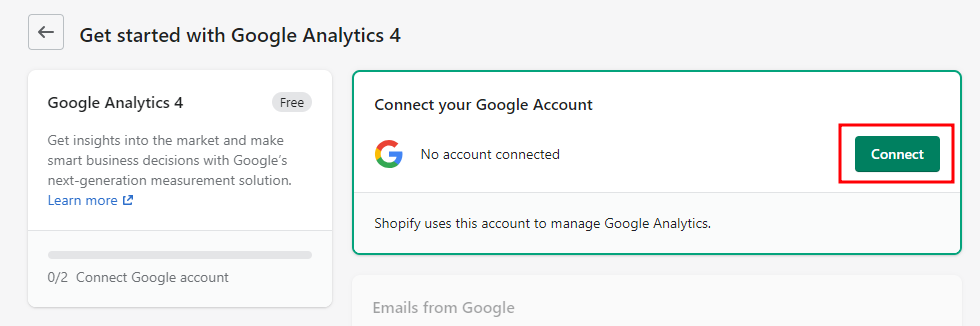 Get started with Google Analytics 4
Google Analytics 4
Free
Get insights into the market and make
smart business decisions with Google’s
next-generation measurement solution.
Learn more
0/2 Connect Google account
Connect your Google Account
No account connected
Connect
Shopify uses this account to manage Google Analytics.
Emails from Google